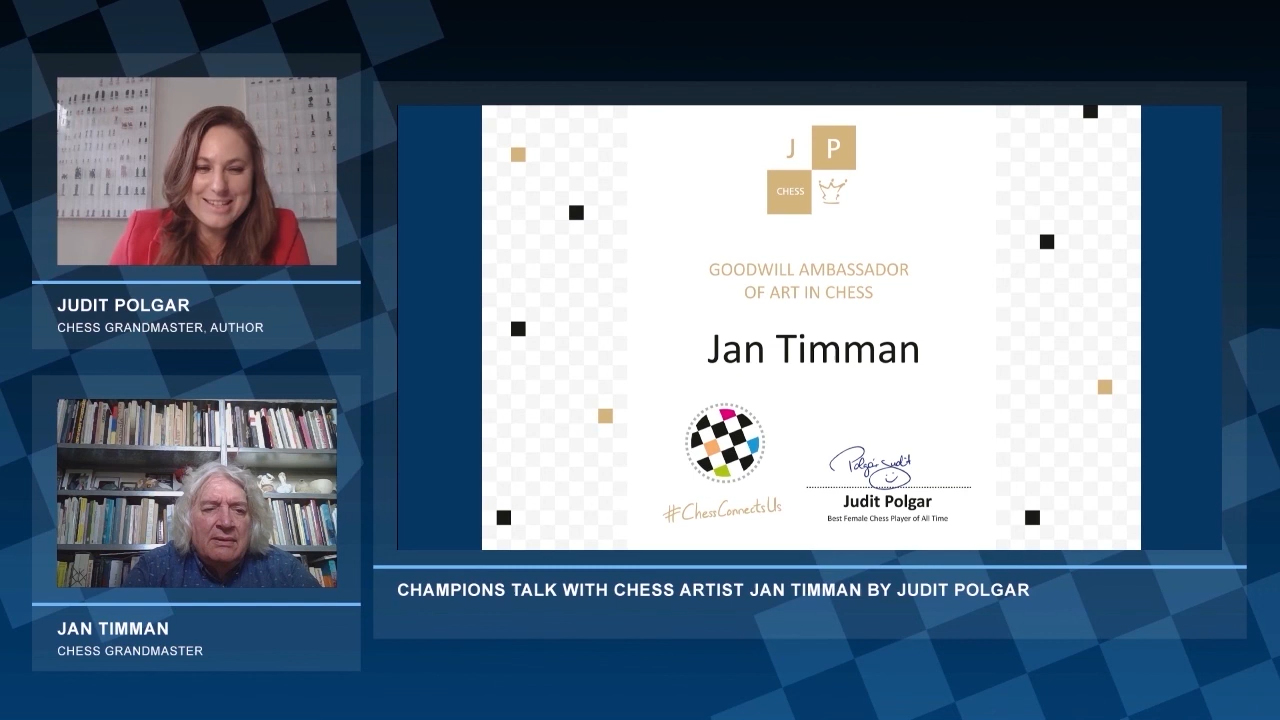 JUDIT POLGAR
CHESS GRANDMASTER, AUTHOR
JAN TIMMAN
CHESS GRANDMASTER
J P
CHESS
GOODWILL AMBASSADOR
OF ART IN CHESS
Jan Timman
#ChessConnectsUs
Polgár Judit
Judit Polgar
Best Female Chess Player of All Time
CHAMPIONS TALK WITH CHESS ARTIST JAN TIMMAN BY JUDIT POLGAR